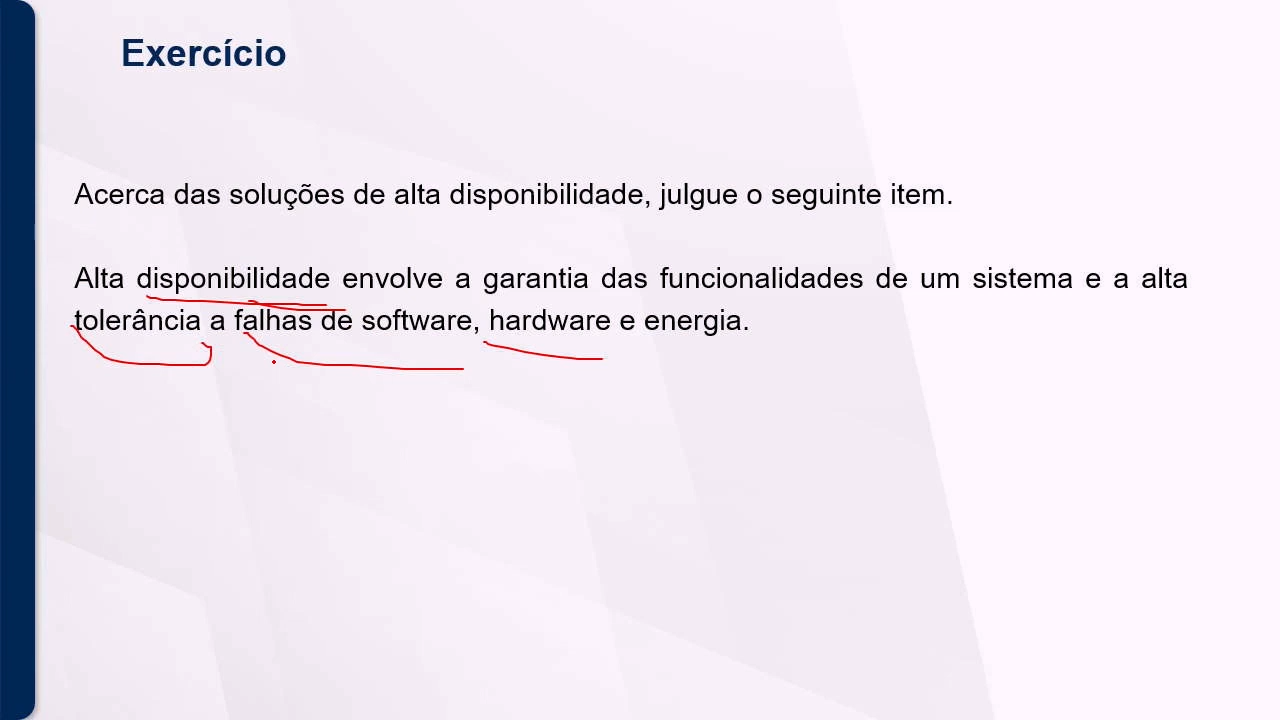 Exercício
Acerca das soluções de alta disponibilidade, julgue o seguinte item.
Alta disponibilidade envolve a garantia das funcionalidades de um sistema e a alta
tolerância a falhas de software, hardware e energia.